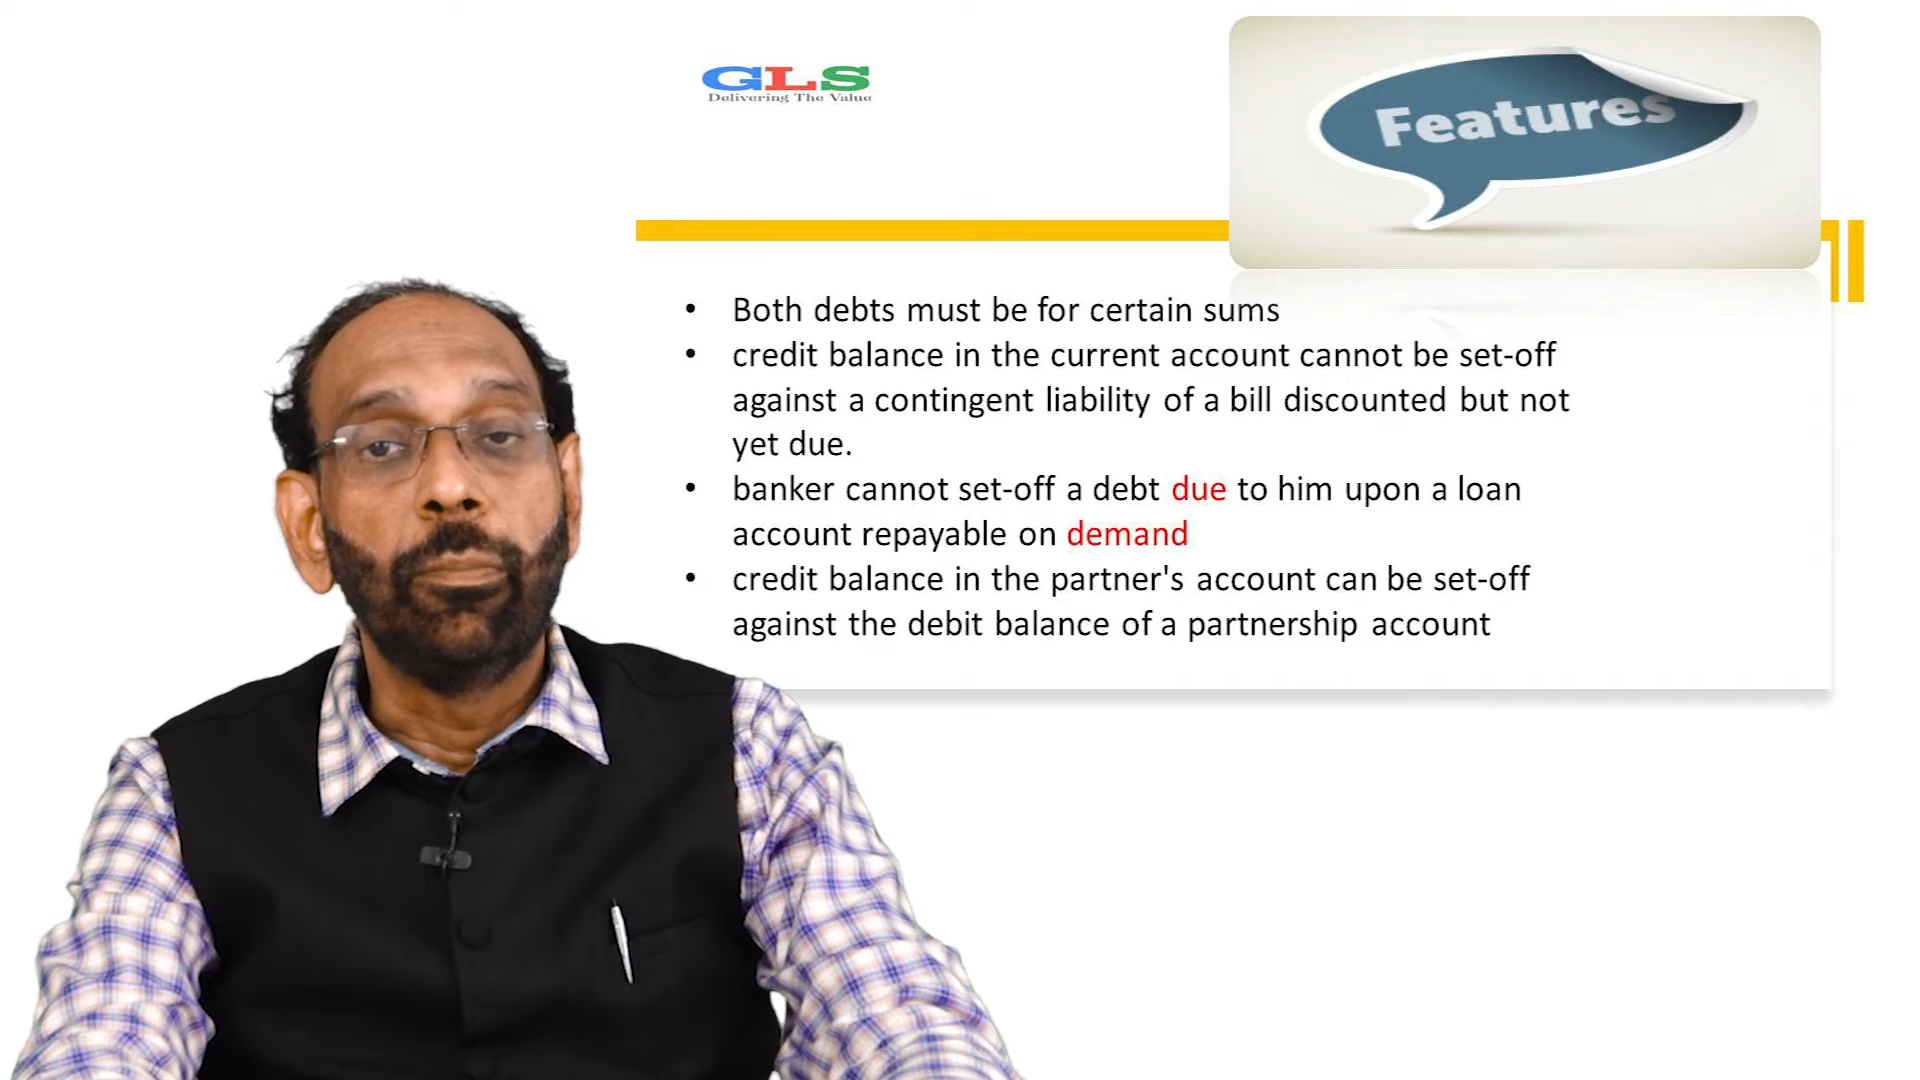 GLS
Delivering The Value
Features
• Both debts must be for certain sums
• credit balance in the current account cannot be set-off
against a contingent liability of a bill discounted but not
yet due.
• banker cannot set-off a debt due to him upon a loan
account repayable on demand
• credit balance in the partner's account can be set-off
against the debit balance of a partnership account